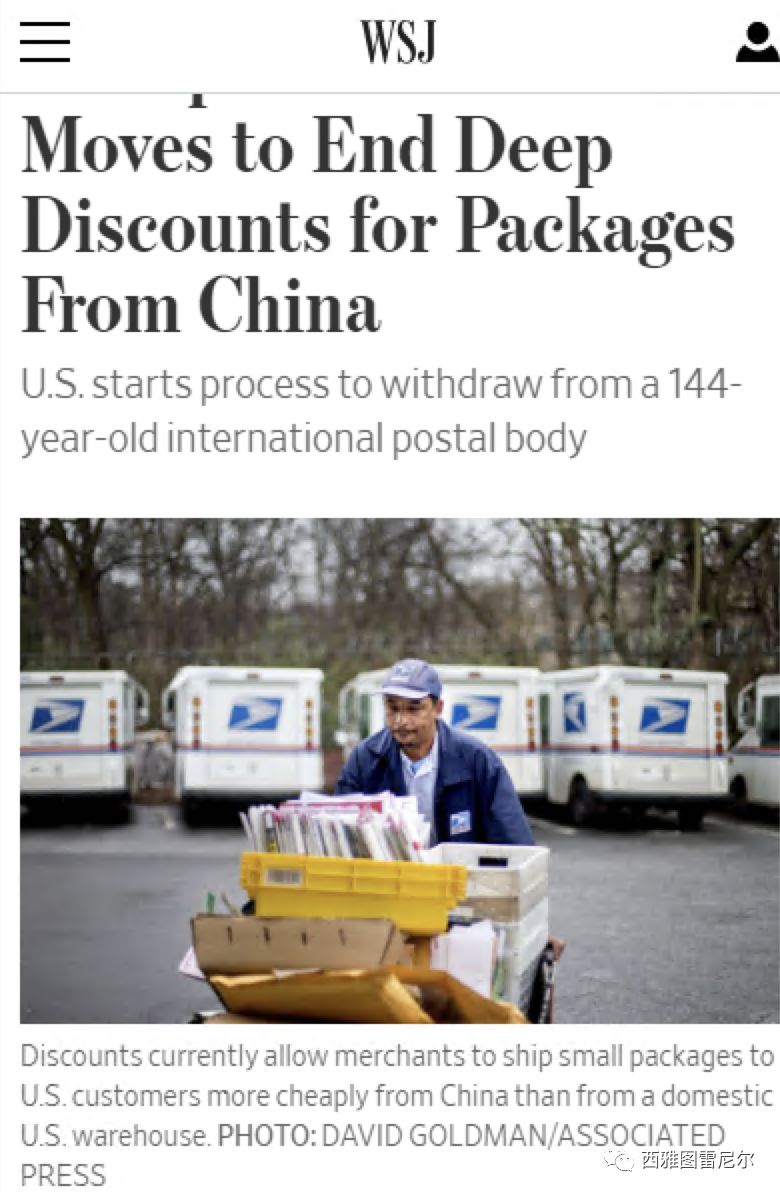 WSJ
Moves to End Deep
Discounts for Packages
From China
U.S. starts process to withdraw from a 144-
year-old international postal body
Discounts currently allow merchants to ship small packages to
U.S. customers more cheaply from China than from a domestic
U.S. warehouse. PHOTO: DAVID GOLDMAN/ASSOCIATED
PRESS
西雅图雷尼尔